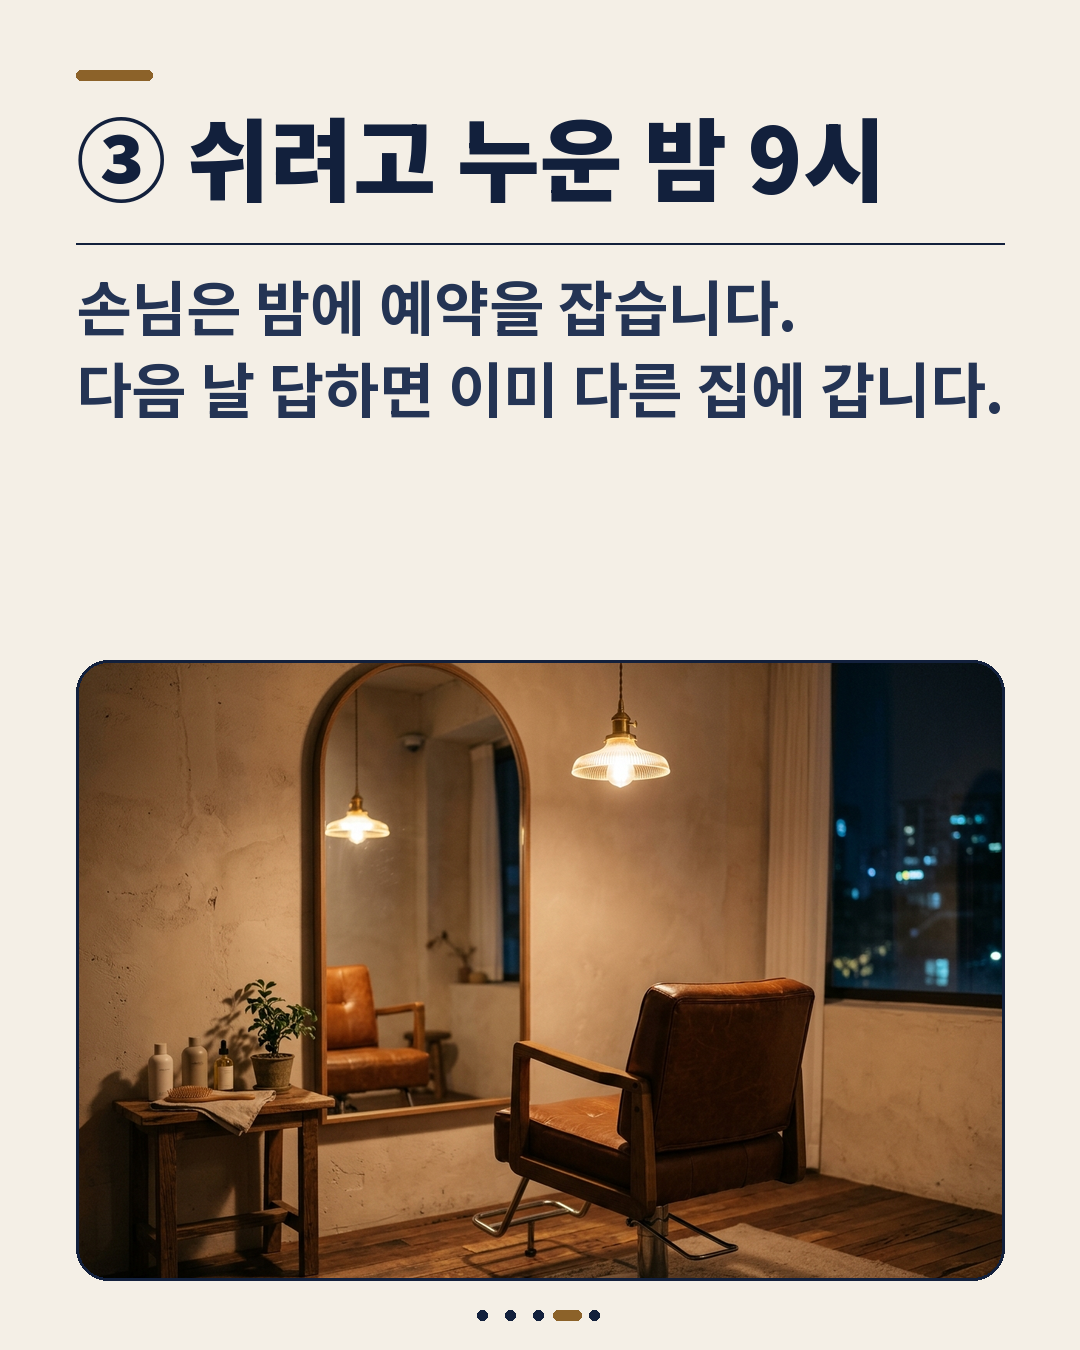 ③ 쉬려고 누운 밤 9시
손님은 밤에 예약을 잡습니다.
다음 날 답하면 이미 다른 집에 갑니다.